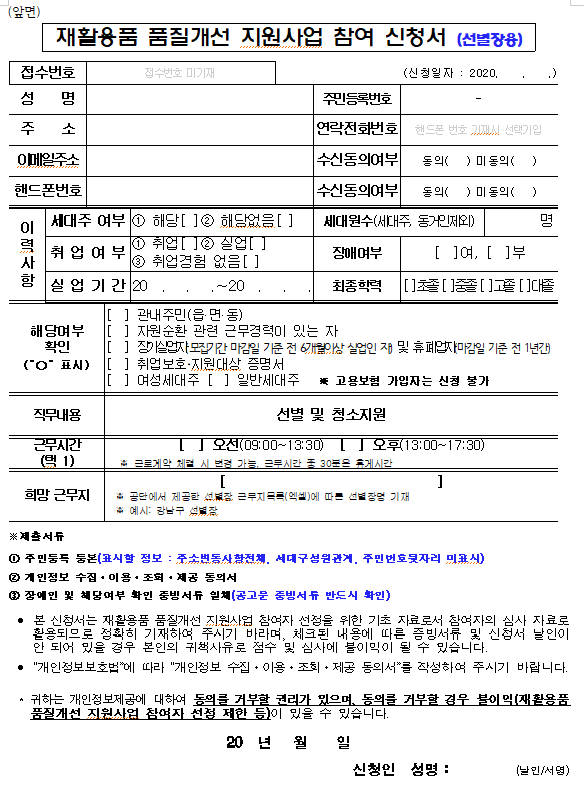 (앞면)
재활용품 품질개선 지원사업 참여 신청서 (선별장용)
접수번호 접수번호 미기재 (신청일자 : 2020. . .)
성 명 주민등록번호 -
주 소 연락전화번호 핸드폰 번호 기재시 선택기입
이메일주소 수신동의여부 동의( ) 미동의( )
핸드폰번호 수신동의여부 동의( ) 미동의( )
이력사항
세대주 여부 ① 해당[ ] ② 해당없음[ ] 세대원수(세대주, 동거인제외) 명
취 업 여 부 ① 취업[ ] ② 실업[ ] 장애여부 [ ]여, [ ]부
③ 취업경험 없음[ ]
실 업 기 간 20 . . .~20 . . . 최종학력 [ ]초졸 [ ]중졸 [ ]고졸 [ ]대졸
해당여부
확인
("O" 표시)
[ ] 관내주민(읍·면·동)
[ ] 자원순환 관련 근무경력이 있는 자
[ ] 장기실업자(모집기간 마감일 기준 전 6개월이상 실업인 자) 및 휴폐업자(마감일 기준 전 1년간)
[ ] 취업보호·지원대상 증명서
[ ] 여성세대주 [ ] 일반세대주 ※ 고용보험 가입자는 신청 불가
직무내용 선별 및 청소지원
근무시간
(택 1)
[ ] 오전(09:00~13:30) [ ] 오후(13:00~17:30)
※ 근로계약 체결 시 변경 가능, 근무시간 중 30분은 휴게시간
희망 근무지
[ ]
※ 공단에서 제공한 선별장 근무지목록(엑셀)에 따른 선별장명 기재
※ 예시: 강남구 선별장
※제출서류
① 주민등록 등본(표시할 정보 : 주소변동사항전체, 세대구성원관계, 주민번호뒷자리 미표시)
② 개인정보 수집·이용·조회·제공 동의서
③ 장애인 및 해당여부 확인 증빙서류 일체(공고문 증빙서류 반드시 확인)
● 본 신청서는 재활용품 품질개선 지원사업 참여자 선정을 위한 기초 자료로서 참여자의 심사 자료로
활용되므로 정확히 기재하여 주시기 바라며, 체크된 내용에 따른 증빙서류 및 신청서 날인이
안 되어 있을 경우 본인의 귀책사유로 점수 및 심사에 불이익이 될 수 있습니다.
● "개인정보보호법"에 따라 "개인정보 수집·이용·조회·제공 동의서"를 작성하여 주시기 바랍니다.
* 귀하는 개인정보제공에 대하여 동의를 거부할 권리가 있으며, 동의를 거부할 경우 불이익(재활용품
품질개선 지원사업 참여자 선정 제한 등)이 있을 수 있습니다.
20 년 월 일
신청인 성명 : (날인/서명)